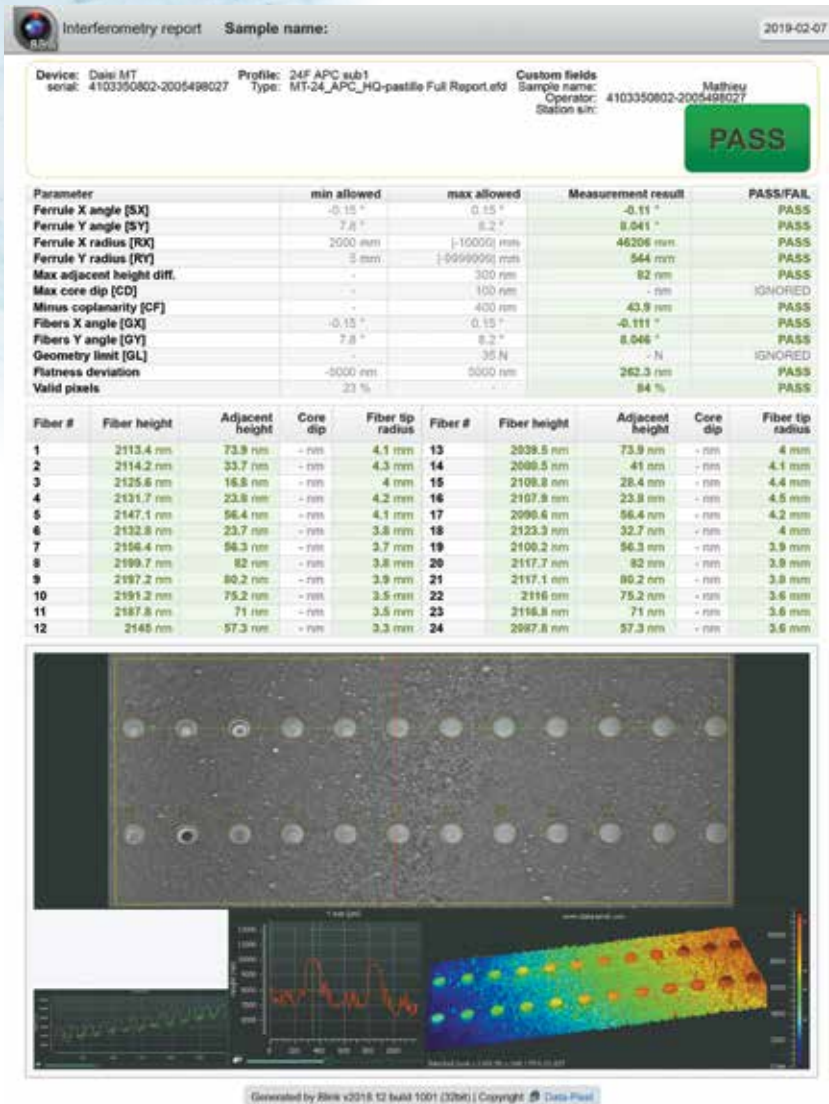 Blink
Interferometry report Sample name: 2019-02-07
Device: Daisi MT Profile: 24F APC sub1 Custom fields
serial: 4103350802-2005498027 Type: MT-24_APC_HQ-pastille Full Report.efd Sample name: Mathieu
Operator: 4103350802-2005498027
Station s/n:
PASS
Parameter min allowed max allowed Measurement result PASS/FAIL
Ferrule X angle [SX] -0.15 ° 0.15 ° -0.11 ° PASS
Ferrule Y angle [SY] 7.8 ° 8.2 ° 8.041 ° PASS
Ferrule X radius [RX] 2000 mm |-10000| mm 46206 mm PASS
Ferrule Y radius [RY] 5 mm 544 mm PASS
Max adjacent height diff. - 300 nm 82 nm PASS
Max core dip [CD] - 100 nm - nm IGNORED
Minus coplanarity [CF] - 400 nm 43.9 nm PASS
Fibers X angle [GX] -0.15 ° 0.15 ° -0.111 ° PASS
Fibers Y angle [GY] 7.8 ° 8.2 ° 8.046 ° PASS
Geometry limit [GL] - 35 N - N IGNORED
Flatness deviation -5000 nm 5000 nm 262.3 nm PASS
Valid pixels 23 % - 84 % PASS
Fiber # Fiber height Adjacent height Core dip Fiber tip radius Fiber # Fiber height Adjacent height Core dip Fiber tip radius
1 2113.4 nm 73.9 nm - nm 4.1 mm 13 2039.5 nm 73.9 nm - nm 4 mm
2 2114.2 nm 33.7 nm - nm 4.3 mm 14 2080.5 nm 41 nm - nm 4.1 mm
3 2125.6 nm 16.8 nm - nm 4 mm 15 2109.8 nm 28.4 nm - nm 4.4 mm
4 2131.7 nm 23.8 nm - nm 4.2 mm 16 2107.9 nm 23.8 nm - nm 4.5 mm
5 2147.1 nm 56.4 nm - nm 4.1 mm 17 2090.6 nm 56.4 nm - nm 4.2 mm
6 2132.8 nm 23.7 nm - nm 3.8 mm 18 2123.3 nm 32.7 nm - nm 4 mm
7 2156.4 nm 56.3 nm - nm 3.7 mm 19 2100.2 nm 56.3 nm - nm 3.9 mm
8 2199.7 nm 82 nm - nm 3.8 mm 20 2117.7 nm 82 nm - nm 3.9 mm
9 2197.2 nm 80.2 nm - nm 3.9 mm 21 2117.1 nm 80.2 nm - nm 3.8 mm
10 2191.2 nm 75.2 nm - nm 3.5 mm 22 2116 nm 75.2 nm - nm 3.6 mm
11 2187.8 nm 71 nm - nm 3.5 mm 23 2116.8 nm 71 nm - nm 3.6 mm
12 2145 nm 57.3 nm - nm 3.3 mm 24 2087.8 nm 57.3 nm - nm 3.6 mm
Generated by Blink v2018.12 build 1001 (32bit) | Copyright Data-Pixel